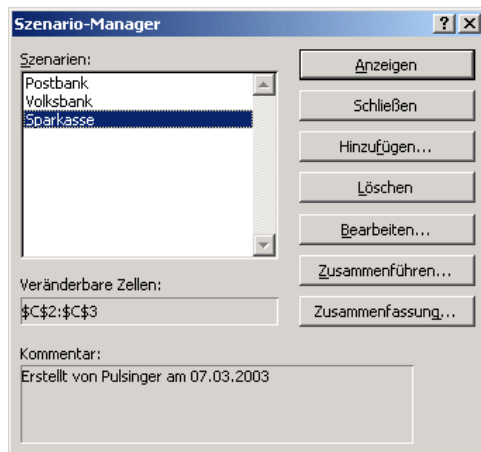 Szenario-Manager
Szenarien:
Postbank
Volksbank
Sparkasse
Veränderbare Zellen:
$C$2:$C$3
Kommentar:
Erstellt von Pulsinger am 07.03.2003
Anzeigen
Schließen
Hinzufügen...
Löschen
Bearbeiten...
Zusammenführen...
Zusammenfassung...